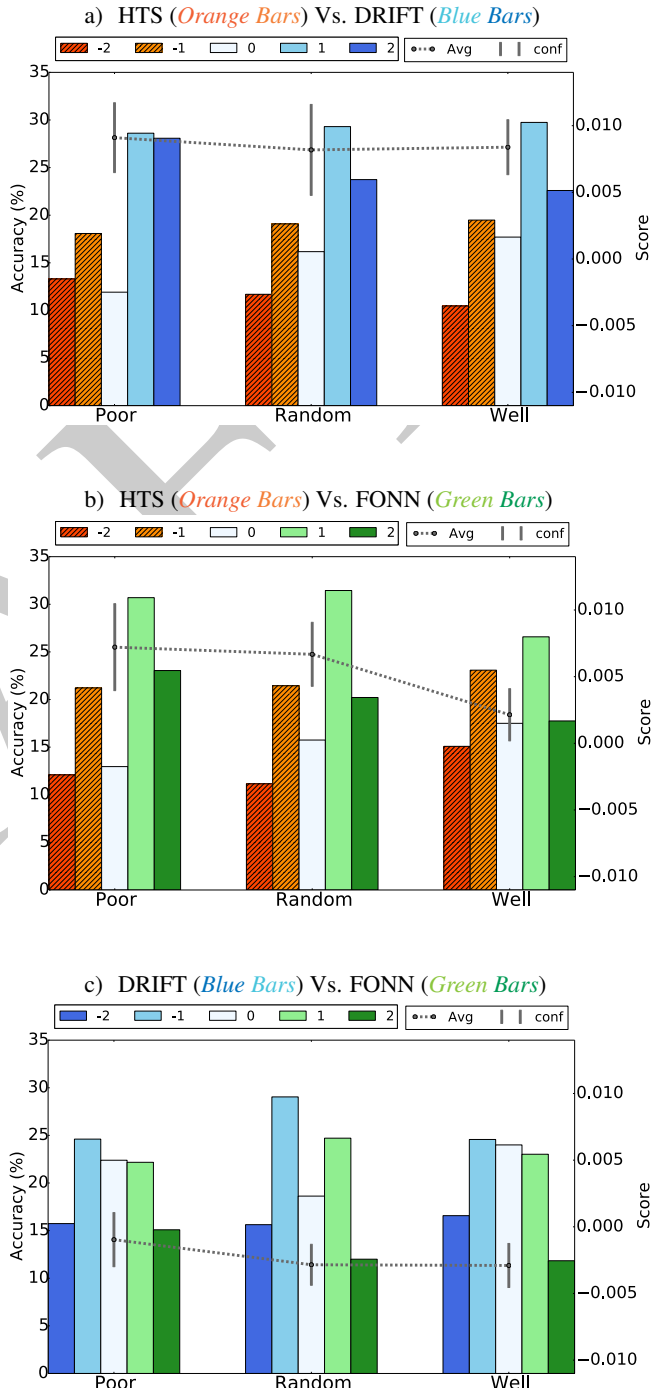 a) HTS (Orange Bars) Vs. DRIFT (Blue Bars)
-2 -1 0 1 2 Avg conf
35
30
25
20
15
10
5
0
Accuracy (%)
0.010
0.005
0.000
−0.005
−0.010
Score
Poor Random Well
b) HTS (Orange Bars) Vs. FONN (Green Bars)
-2 -1 0 1 2 Avg conf
35
30
25
20
15
10
5
0
Accuracy (%)
0.010
0.005
0.000
−0.005
−0.010
Score
Poor Random Well
c) DRIFT (Blue Bars) Vs. FONN (Green Bars)
-2 -1 0 1 2 Avg conf
35
30
25
20
15
10
5
0
Accuracy (%)
0.010
0.005
0.000
−0.005
−0.010
Score
Poor Random Well